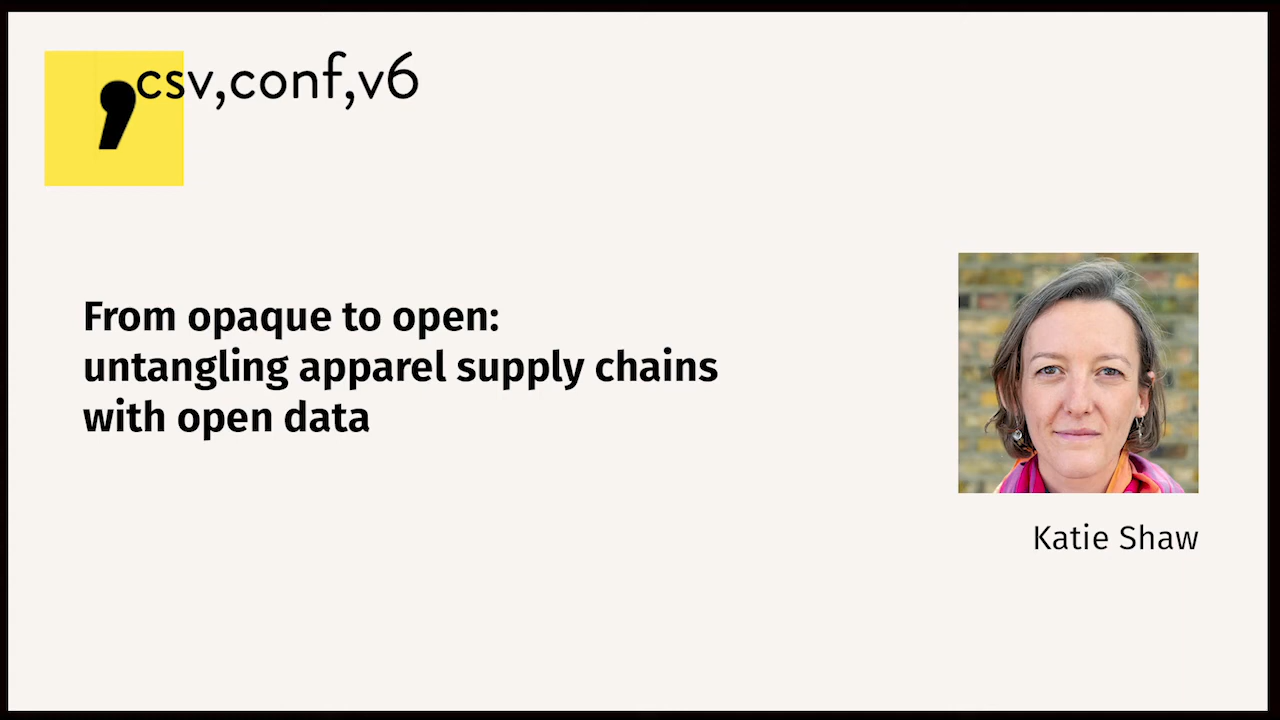 csv,conf,v6
From opaque to open:
untangling apparel supply chains
with open data
Katie Shaw